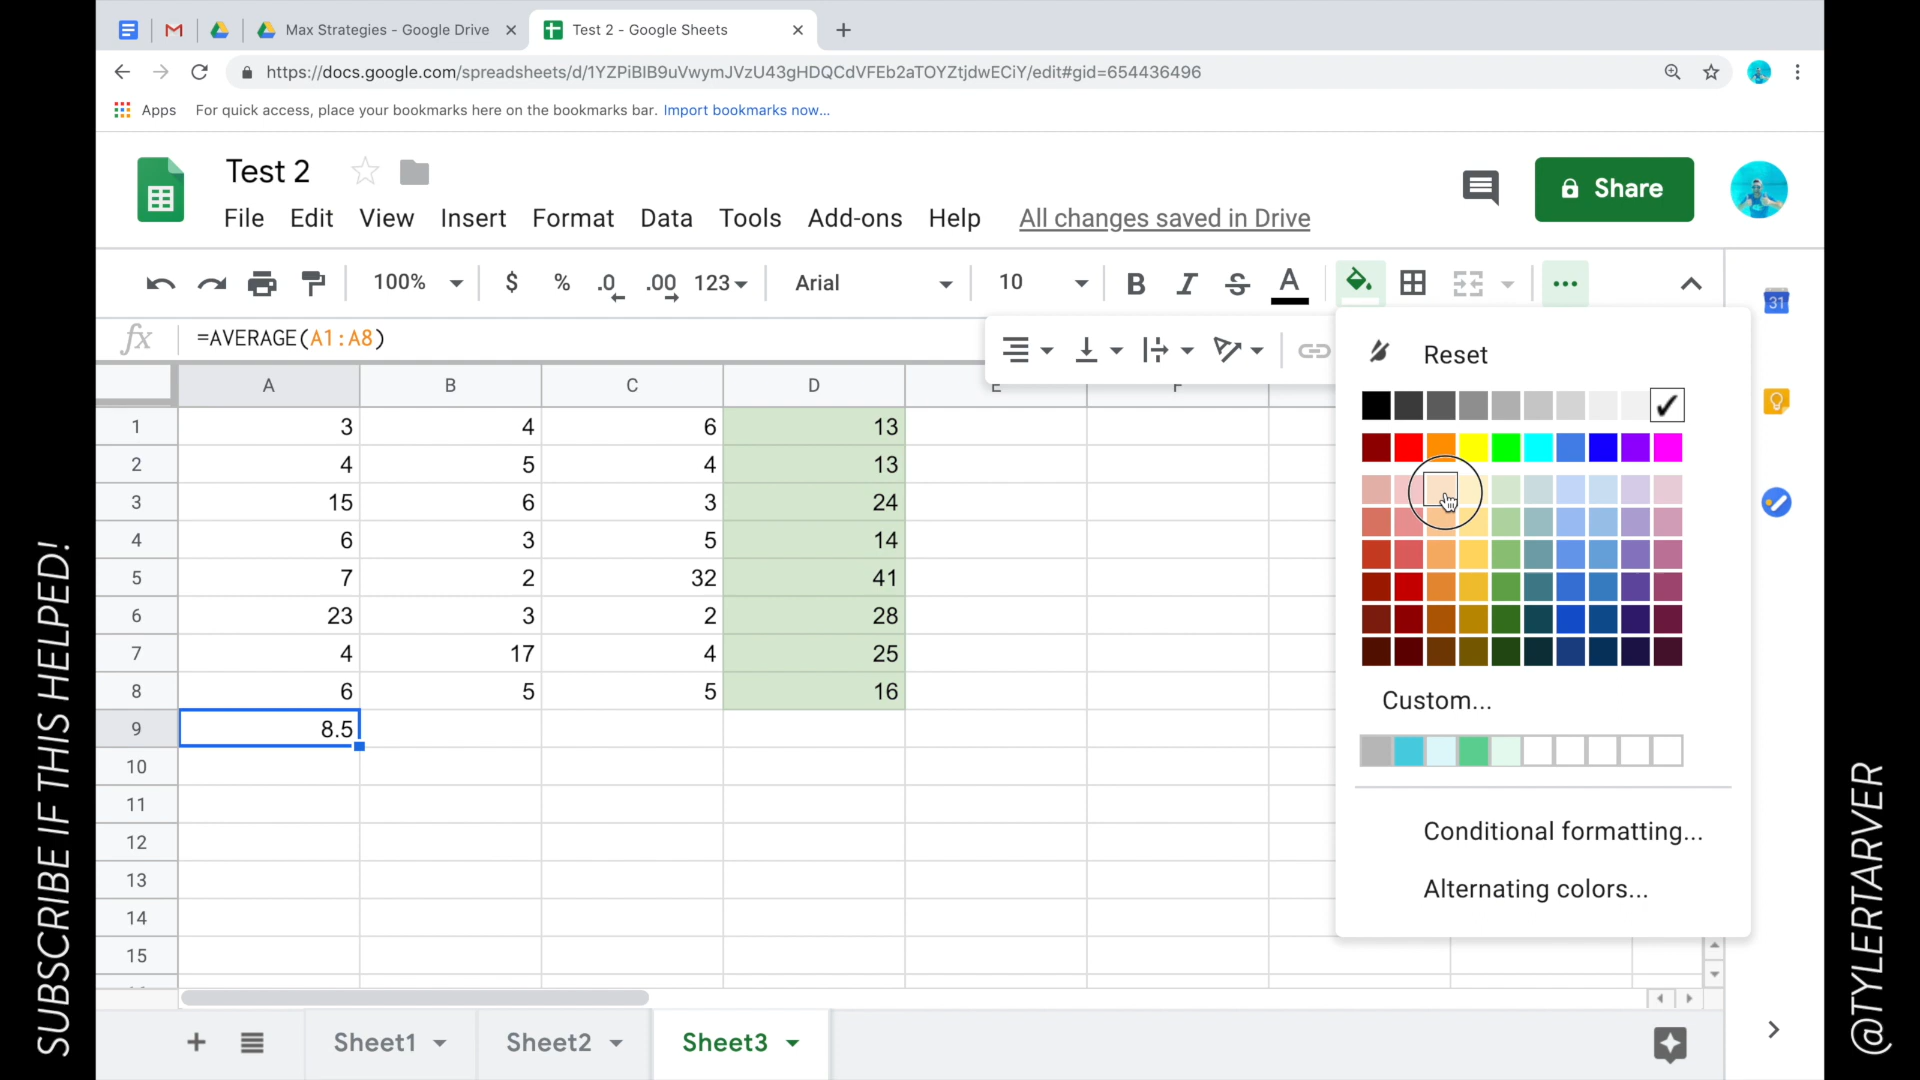 Max Strategies - Google Drive
Test 2 - Google Sheets
https://docs.google.com/spreadsheets/d/1YZPiBIB9uVwymJVzU43gHDQCdVFEb2aTOYZtjdwECiY/edit#gid=654436496
Apps For quick access, place your bookmarks here on the bookmarks bar. Import bookmarks now...
Test 2
Share
File Edit View Insert Format Data Tools Add-ons Help All changes saved in Drive
100% $ % .0 .00 123 Arial 10 B I S A
31
fx =AVERAGE(A1:A8)
Reset
A B C D E F
1 3 4 6 13
2 4 5 4 13
3 15 6 3 24
4 6 3 5 14
5 7 2 32 41
6 23 3 2 28
7 4 17 4 25
8 6 5 5 16
9 8.5
10
11
12
13
14
15
Custom...
Conditional formatting...
Alternating colors...
Sheet1 Sheet2 Sheet3
SUBSCRIBE IF THIS HELPED!
@TYLERTARVER